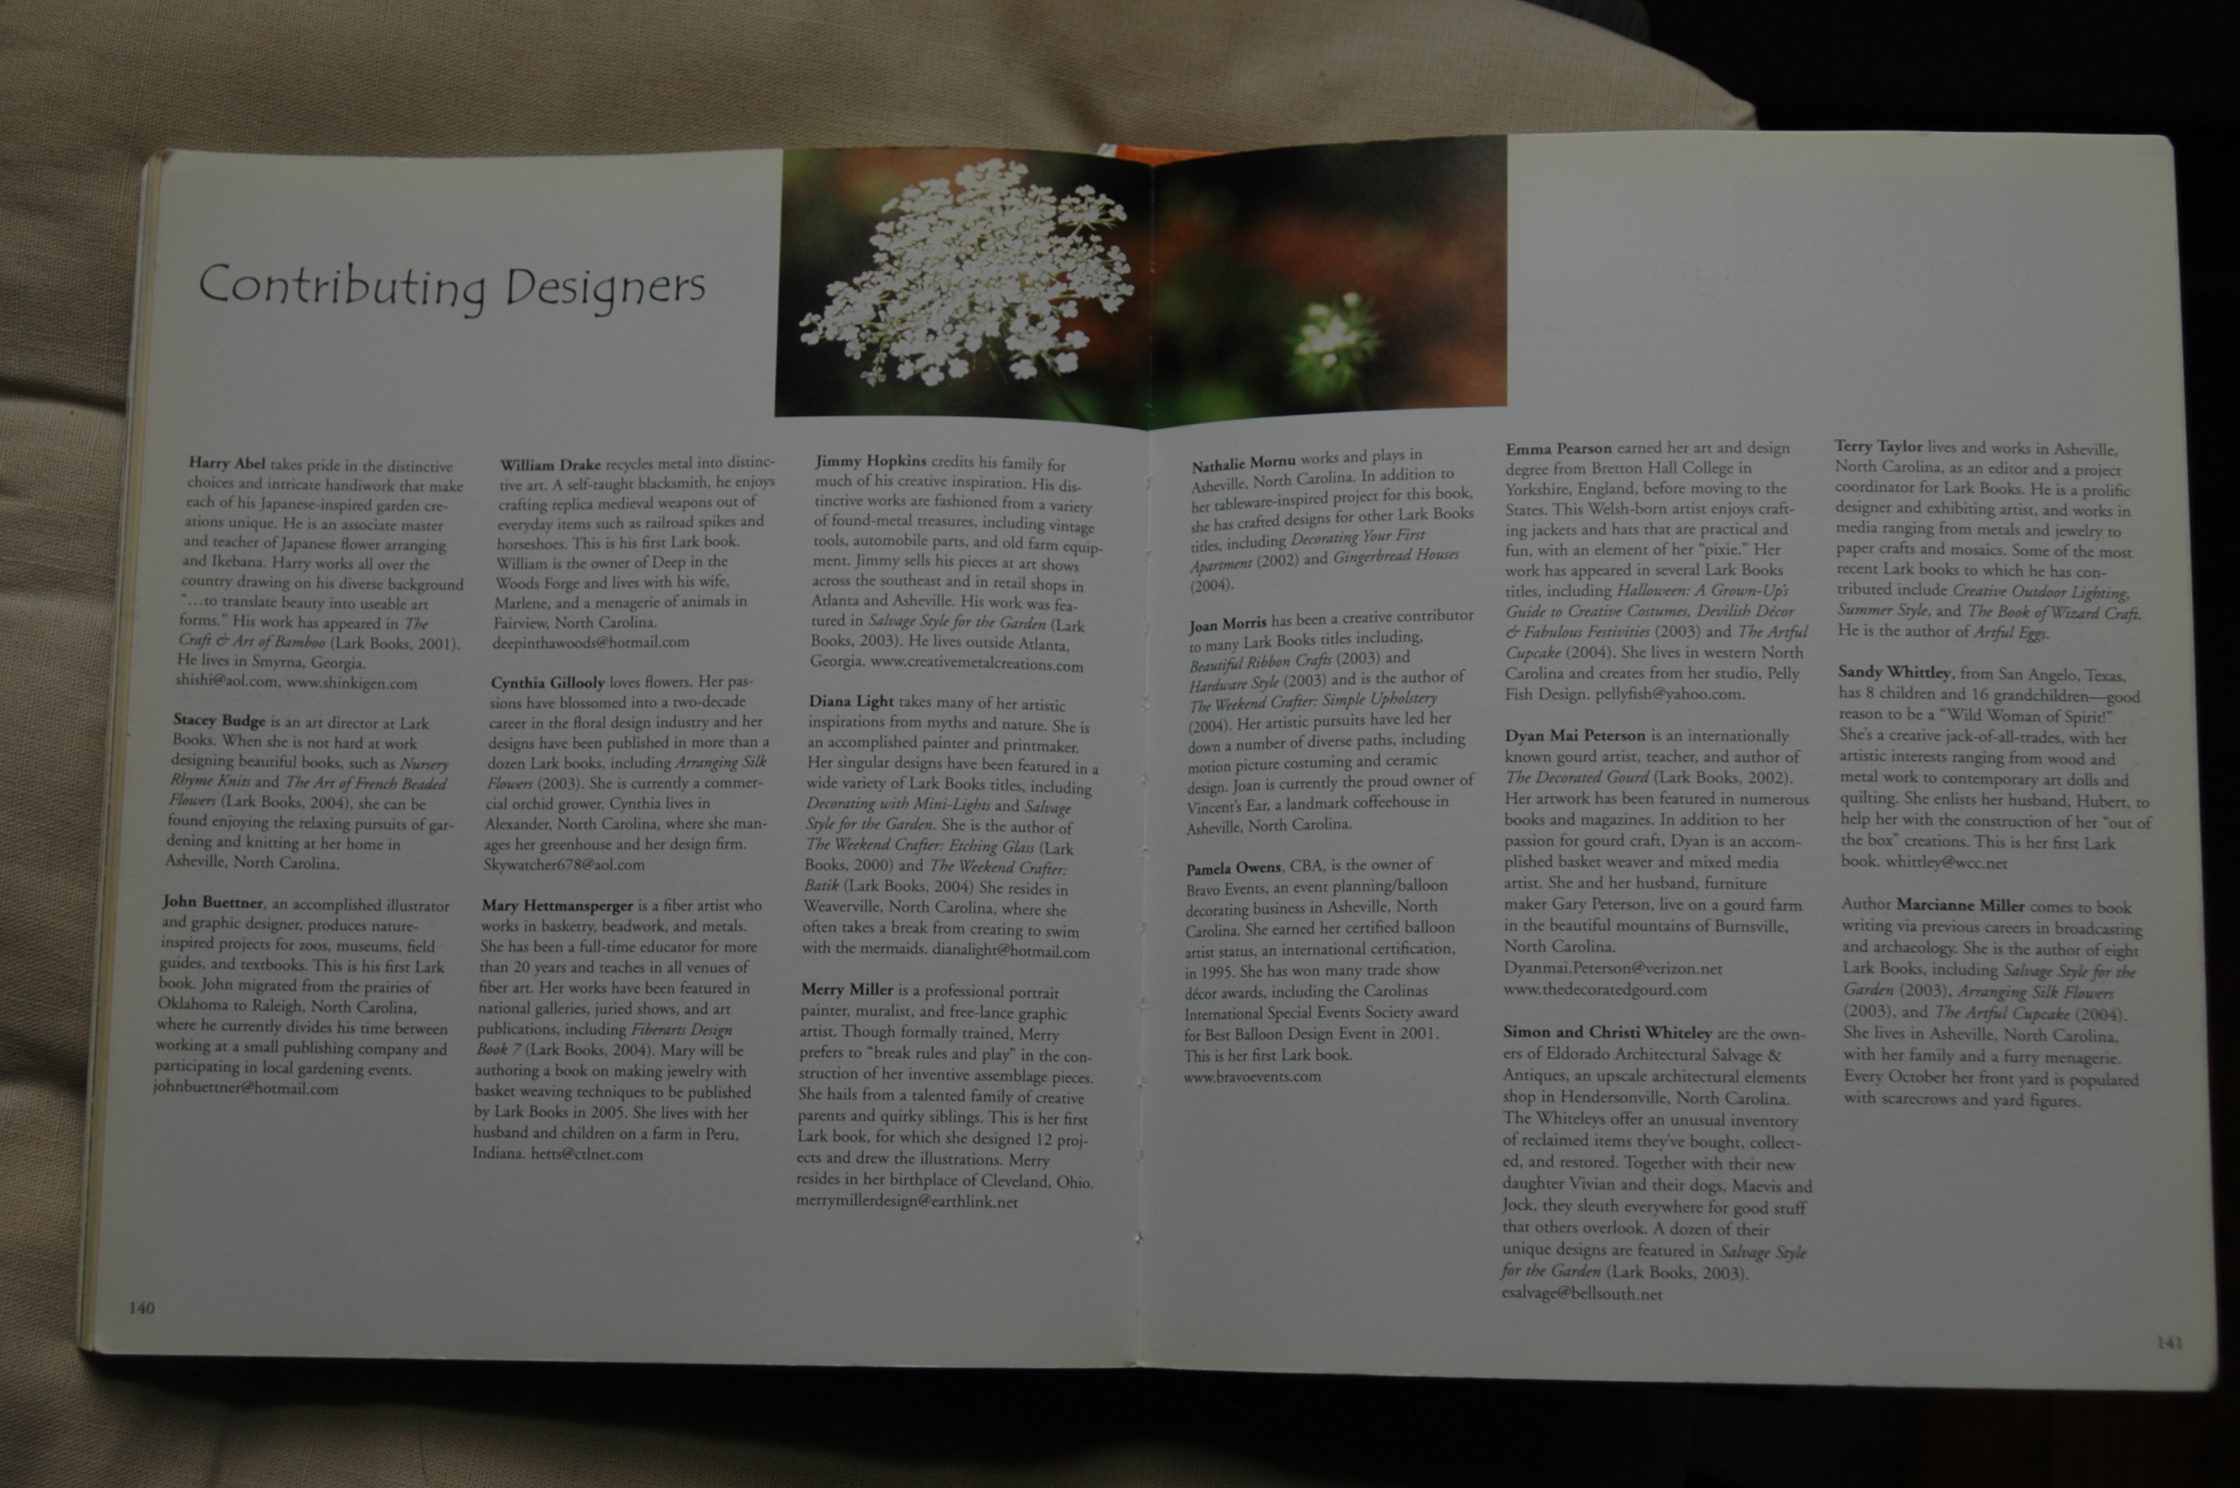 Contributing Designers
Harry Abel takes pride in the distinctive
choices and intricate handiwork that make
each of his Japanese-inspired garden cre-
ations unique. He is an associate master
and teacher of Japanese flower arranging
and Ikebana. Harry works all over the
country drawing on his diverse background
"...to translate beauty into useable art
forms." His work has appeared in The
Craft & Art of Bamboo (Lark Books, 2001).
He lives in Smyrna, Georgia.
shishi@aol.com, www.shinkigen.com
Stacey Budge is an art director at Lark
Books. When she is not hard at work
designing beautiful books, such as Nursery
Rhyme Knits and The Art of French Beaded
Flowers (Lark Books, 2004), she can be
found enjoying the relaxing pursuits of gar-
dening and knitting at her home in
Asheville, North Carolina.
John Buettner, an accomplished illustrator
and graphic designer, produces nature-
inspired projects for zoos, museums, field
guides, and textbooks. This is his first Lark
book. John migrated from the prairies of
Oklahoma to Raleigh, North Carolina,
where he currently divides his time between
working at a small publishing company and
participating in local gardening events.
johnbuettner@hotmail.com
William Drake recycles metal into distinc-
tive art. A self-taught blacksmith, he enjoys
crafting replica medieval weapons out of
everyday items such as railroad spikes and
horseshoes. This is his first Lark book.
William is the owner of Deep in the
Woods Forge and lives with his wife,
Marlene, and a menagerie of animals in
Fairview, North Carolina.
deepinthawoods@hotmail.com
Cynthia Gillooly loves flowers. Her pas-
sions have blossomed into a two-decade
career in the floral design industry and her
designs have been published in more than a
dozen Lark books, including Arranging Silk
Flowers (2003). She is currently a commer-
cial orchid grower. Cynthia lives in
Alexander, North Carolina, where she man-
ages her greenhouse and her design firm.
Skywatcher678@aol.com
Mary Hettmansperger is a fiber artist who
works in basketry, beadwork, and metals.
She has been a full-time educator for more
than 20 years and teaches in all venues of
fiber art. Her works have been featured in
national galleries, juried shows, and art
publications, including Fiberarts Design
Book 7 (Lark Books, 2004). Mary will be
authoring a book on making jewelry with
basket weaving techniques to be published
by Lark Books in 2005. She lives with her
husband and children on a farm in Peru,
Indiana. hetts@ctlnet.com
Jimmy Hopkins credits his family for
much of his creative inspiration. His dis-
tinctive works are fashioned from a variety
of found-metal treasures, including vintage
tools, automobile parts, and old farm equip-
ment. Jimmy sells his pieces at art shows
across the southeast and in retail shops in
Atlanta and Asheville. His work was fea-
tured in Salvage Style for the Garden (Lark
Books, 2003). He lives outside Atlanta,
Georgia. www.creativemetalcreations.com
Diana Light takes many of her artistic
inspirations from myths and nature. She is
an accomplished painter and printmaker.
Her singular designs have been featured in a
wide variety of Lark Books titles, including
Decorating with Mini-Lights and Salvage
Style for the Garden. She is the author of
The Weekend Crafter: Etching Glass (Lark
Books, 2000) and The Weekend Crafter:
Batik (Lark Books, 2004) She resides in
Weaverville, North Carolina, where she
often takes a break from creating to swim
with the mermaids. dianalight@hotmail.com
Merry Miller is a professional portrait
painter, muralist, and free-lance graphic
artist. Though formally trained, Merry
prefers to "break rules and play" in the con-
struction of her inventive assemblage pieces.
She hails from a talented family of creative
parents and quirky siblings. This is her first
Lark book, for which she designed 12 proj-
ects and drew the illustrations. Merry
resides in her birthplace of Cleveland, Ohio.
merrymillerdesign@earthlink.net
140
Nathalie Mornu works and plays in
Asheville, North Carolina. In addition to
her tableware-inspired project for this book,
she has crafted designs for other Lark Books
titles, including Decorating Your First
Apartment (2002) and Gingerbread Houses
(2004).
Joan Morris has been a creative contributor
to many Lark Books titles including,
Beautiful Ribbon Crafts (2003) and
Hardware Style (2003) and is the author of
The Weekend Crafter: Simple Upholstery
(2004). Her artistic pursuits have led her
down a number of diverse paths, including
motion picture costuming and ceramic
design. Joan is currently the proud owner of
Vincent's Ear, a landmark coffeehouse in
Asheville, North Carolina.
Pamela Owens, CBA, is the owner of
Bravo Events, an event planning/balloon
decorating business in Asheville, North
Carolina. She earned her certified balloon
artist status, an international certification,
in 1995. She has won many trade show
décor awards, including the Carolinas
International Special Events Society award
for Best Balloon Design Event in 2001.
This is her first Lark book.
www.bravoevents.com
Emma Pearson earned her art and design
degree from Bretton Hall College in
Yorkshire, England, before moving to the
States. This Welsh-born artist enjoys craft-
ing jackets and hats that are practical and
fun, with an element of her "pixie." Her
work has appeared in several Lark Books
titles, including Halloween: A Grown-Up's
Guide to Creative Costumes, Devilish Décor
& Fabulous Festivities (2003) and The Artful
Cupcake (2004). She lives in western North
Carolina and creates from her studio, Pelly
Fish Design. pellyfish@yahoo.com.
Dyan Mai Peterson is an internationally
known gourd artist, teacher, and author of
The Decorated Gourd (Lark Books, 2002).
Her artwork has been featured in numerous
books and magazines. In addition to her
passion for gourd craft, Dyan is an accom-
plished basket weaver and mixed media
artist. She and her husband, furniture
maker Gary Peterson, live on a gourd farm
in the beautiful mountains of Burnsville,
North Carolina.
Dyanmai.Peterson@verizon.net
www.thedecoratedgourd.com
Simon and Christi Whiteley are the own-
ers of Eldorado Architectural Salvage &
Antiques, an upscale architectural elements
shop in Hendersonville, North Carolina.
The Whiteleys offer an unusual inventory
of reclaimed items they've bought, collect-
ed, and restored. Together with their new
daughter Vivian and their dogs, Maevis and
Jock, they sleuth everywhere for good stuff
that others overlook. A dozen of their
unique designs are featured in Salvage Style
for the Garden (Lark Books, 2003).
esalvage@bellsouth.net
Terry Taylor lives and works in Asheville,
North Carolina, as an editor and a project
coordinator for Lark Books. He is a prolific
designer and exhibiting artist, and works in
media ranging from metals and jewelry to
paper crafts and mosaics. Some of the most
recent Lark books to which he has con-
tributed include Creative Outdoor Lighting,
Summer Style, and The Book of Wizard Craft.
He is the author of Artful Eggs.
Sandy Whittley, from San Angelo, Texas,
has 8 children and 16 grandchildren—good
reason to be a "Wild Woman of Spirit!"
She's a creative jack-of-all-trades, with her
artistic interests ranging from wood and
metal work to contemporary art dolls and
quilting. She enlists her husband, Hubert, to
help her with the construction of her "out of
the box" creations. This is her first Lark
book. whittley@wcc.net
Author Marcianne Miller comes to book
writing via previous careers in broadcasting
and archaeology. She is the author of eight
Lark Books, including Salvage Style for the
Garden (2003), Arranging Silk Flowers
(2003), and The Artful Cupcake (2004).
She lives in Asheville, North Carolina,
with her family and a furry menagerie.
Every October her front yard is populated
with scarecrows and yard figures.
141